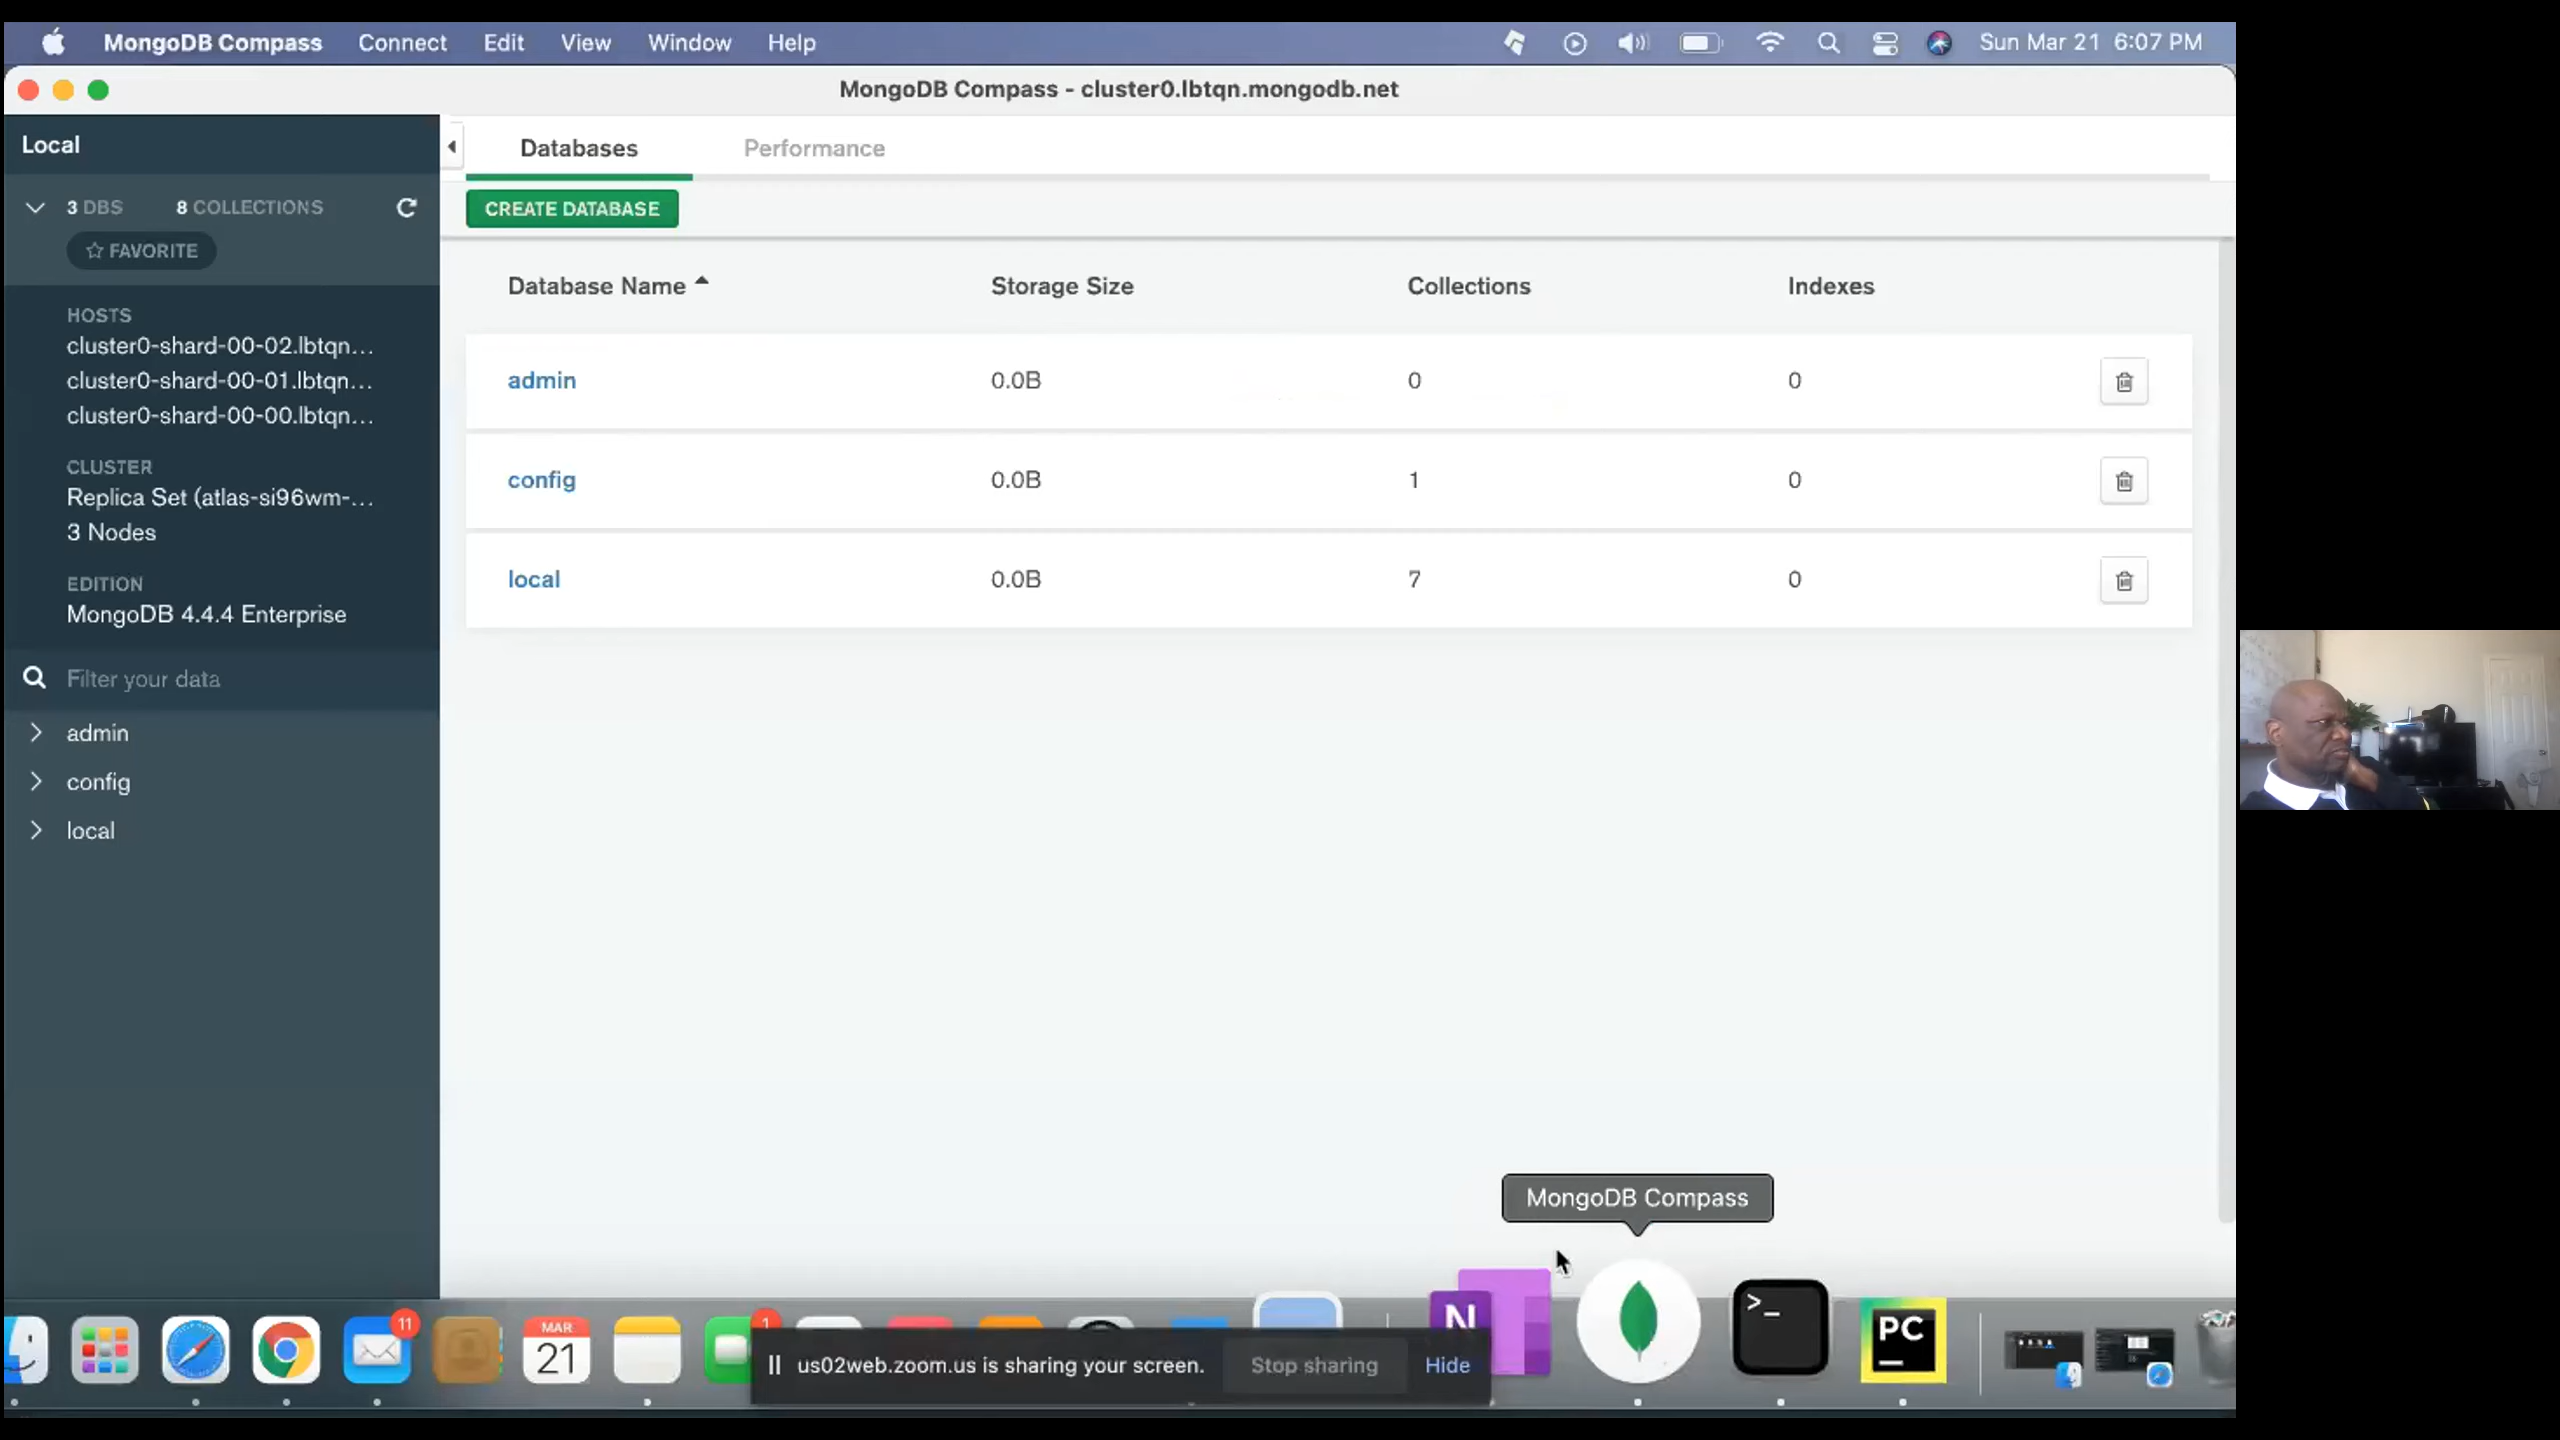 MongoDB Compass Connect Edit View Window Help Sun Mar 21 6:07 PM
MongoDB Compass - cluster0.lbtqn.mongodb.net
Local
Databases Performance
3 DBS 8 COLLECTIONS
CREATE DATABASE
FAVORITE
Database Name Storage Size Collections Indexes
HOSTS
cluster0-shard-00-02.lbtqn...
cluster0-shard-00-01.lbtqn...
cluster0-shard-00-00.lbtqn...
admin 0.0B 0 0
CLUSTER
Replica Set (atlas-si96wm-...
3 Nodes
config 0.0B 1 0
EDITION
MongoDB 4.4.4 Enterprise
local 0.0B 7 0
Filter your data
admin
config
local
MongoDB Compass
11
MAR
21
1
N
>_
PC
us02web.zoom.us is sharing your screen. Stop sharing Hide